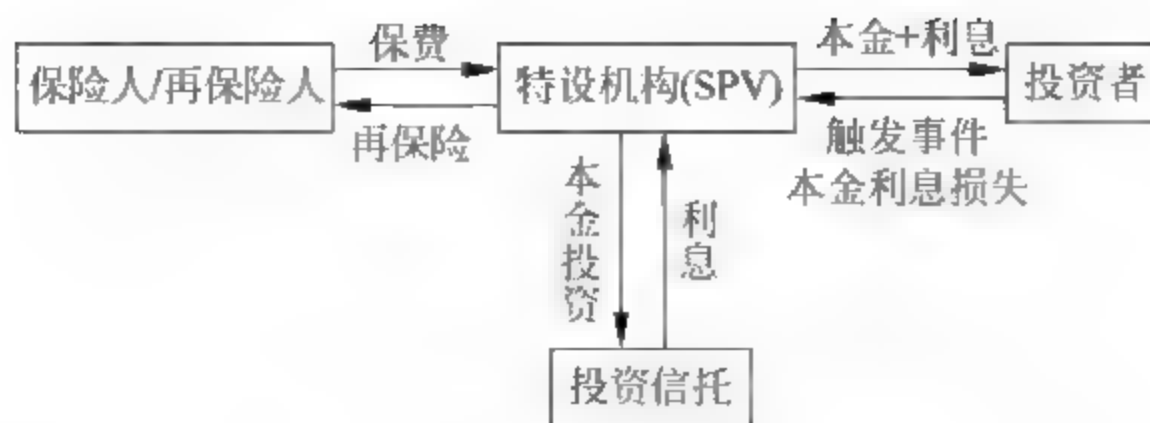 保费
本金+利息
保险人/再保险人
特设机构(SPV)
投资者
再保险
触发事件
本金利息损失
本金投资
利息
投资信托